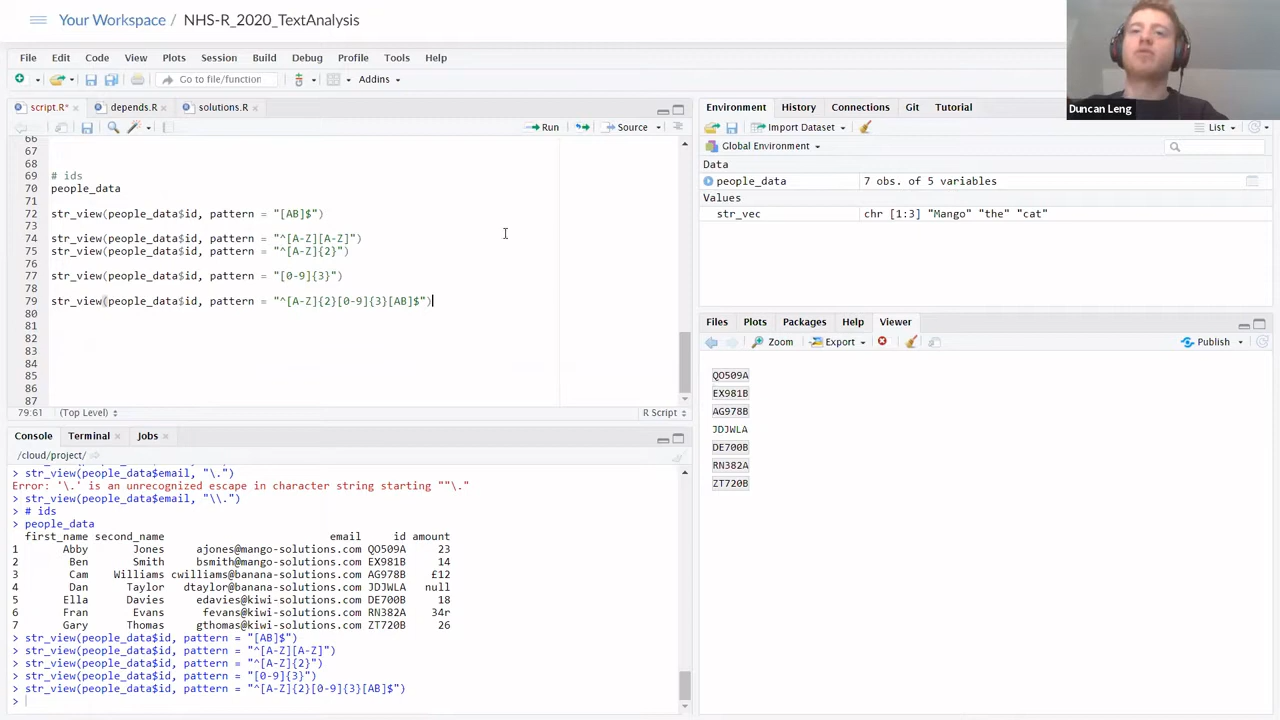 Your Workspace / NHS-R_2020_TextAnalysis
File Edit Code View Plots Session Build Debug Profile Tools Help
Go to file/function
Addins
script.R*
depends.R
solutions.R
Run
Source
66
67
68
69 # ids
70 people_data
71
72 str_view(people_data$id, pattern = "[AB]$")
73
74 str_view(people_data$id, pattern = "^[A-Z][A-Z]")
75 str_view(people_data$id, pattern = "^[A-Z]{2}")
76
77 str_view(people_data$id, pattern = "[0-9]{3}")
78
79 str_view(people_data$id, pattern = "^[A-Z]{2}[0-9]{3}[AB]$")
80
81
82
83
84
85
86
87
79:61 (Top Level) R Script
Console Terminal Jobs
/cloud/project/
> str_view(people_data$email, "\.")
Error: '\.' is an unrecognized escape in character string starting ""\."
> str_view(people_data$email, "\\.")
> # ids
> people_data
first_name second_name email id amount
1 Abby Jones ajones@mango-solutions.com QO509A 23
2 Ben Smith bsmith@mango-solutions.com EX981B 14
3 Cam Williams cwilliams@banana-solutions.com AG978B £12
4 Dan Taylor dtaylor@banana-solutions.com JDJWLA null
5 Ella Davies edavies@kiwi-solutions.com DE700B 18
6 Fran Evans fevans@kiwi-solutions.com RN382A 34r
7 Gary Thomas gthomas@kiwi-solutions.com ZT720B 26
> str_view(people_data$id, pattern = "[AB]$")
> str_view(people_data$id, pattern = "^[A-Z][A-Z]")
> str_view(people_data$id, pattern = "^[A-Z]{2}")
> str_view(people_data$id, pattern = "[0-9]{3}")
> str_view(people_data$id, pattern = "^[A-Z]{2}[0-9]{3}[AB]$")
>
Duncan Leng
Environment History Connections Git Tutorial
Import Dataset
List
Global Environment
Data
people_data 7 obs. of 5 variables
Values
str_vec chr [1:3] "Mango" "the" "cat"
Files Plots Packages Help Viewer
Zoom Export Publish
QO509A
EX981B
AG978B
JDJWLA
DE700B
RN382A
ZT720B